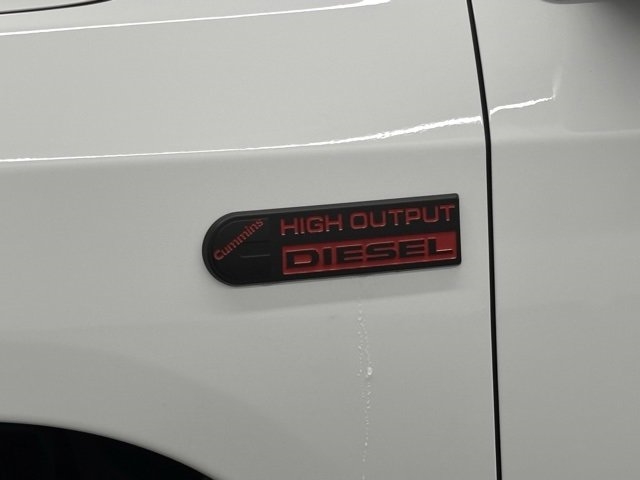 Cummins
HIGH OUTPUT
DIESEL